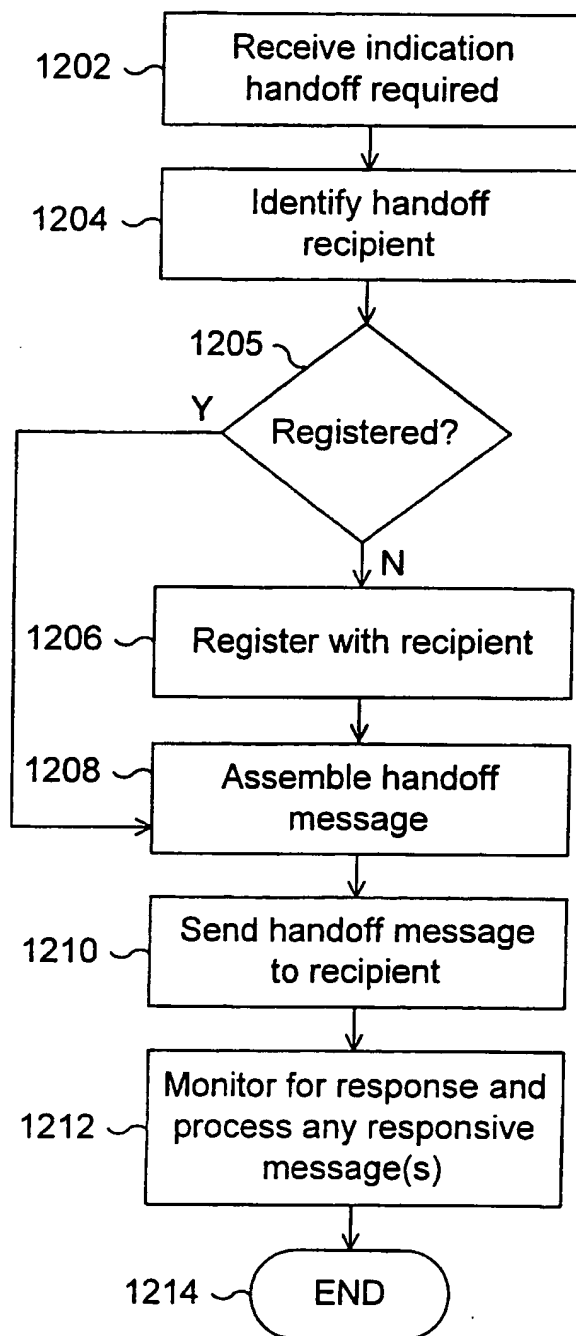 1202
Receive indication
handoff required
1204
Identify handoff
recipient
1205
Y
Registered?
N
1206
Register with recipient
1208
Assemble handoff
message
1210
Send handoff message
to recipient
1212
Monitor for response and
process any responsive
message(s)
1214
END